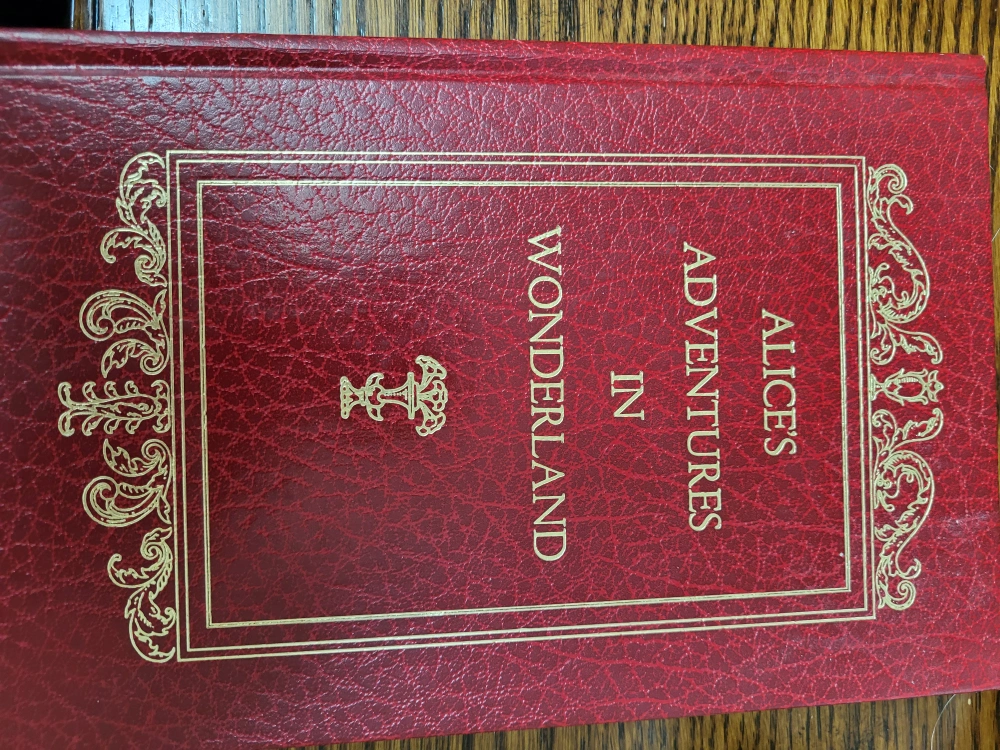 ALICE'S
ADVENTURES
IN
WONDERLAND